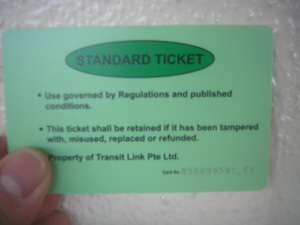 STANDARD TICKET
• Use governed by Regulations and published
conditions.
• This ticket shall be retained if it has been tampered
with, misused, replaced or refunded.
Property of Transit Link Pte Ltd.
Card No.